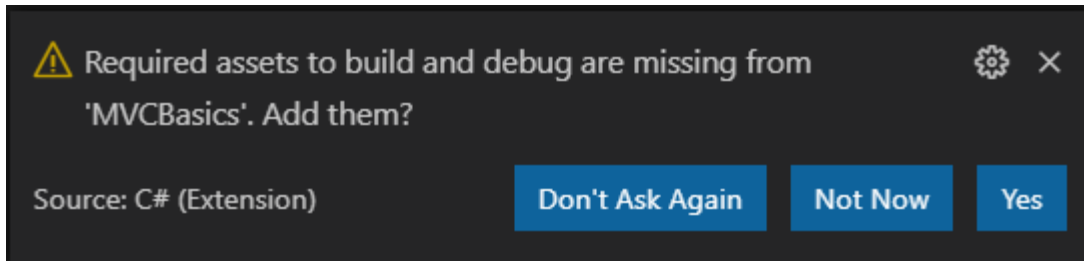 Required assets to build and debug are missing from
'MVCBasics'. Add them?
Source: C# (Extension)
Don't Ask Again
Not Now
Yes